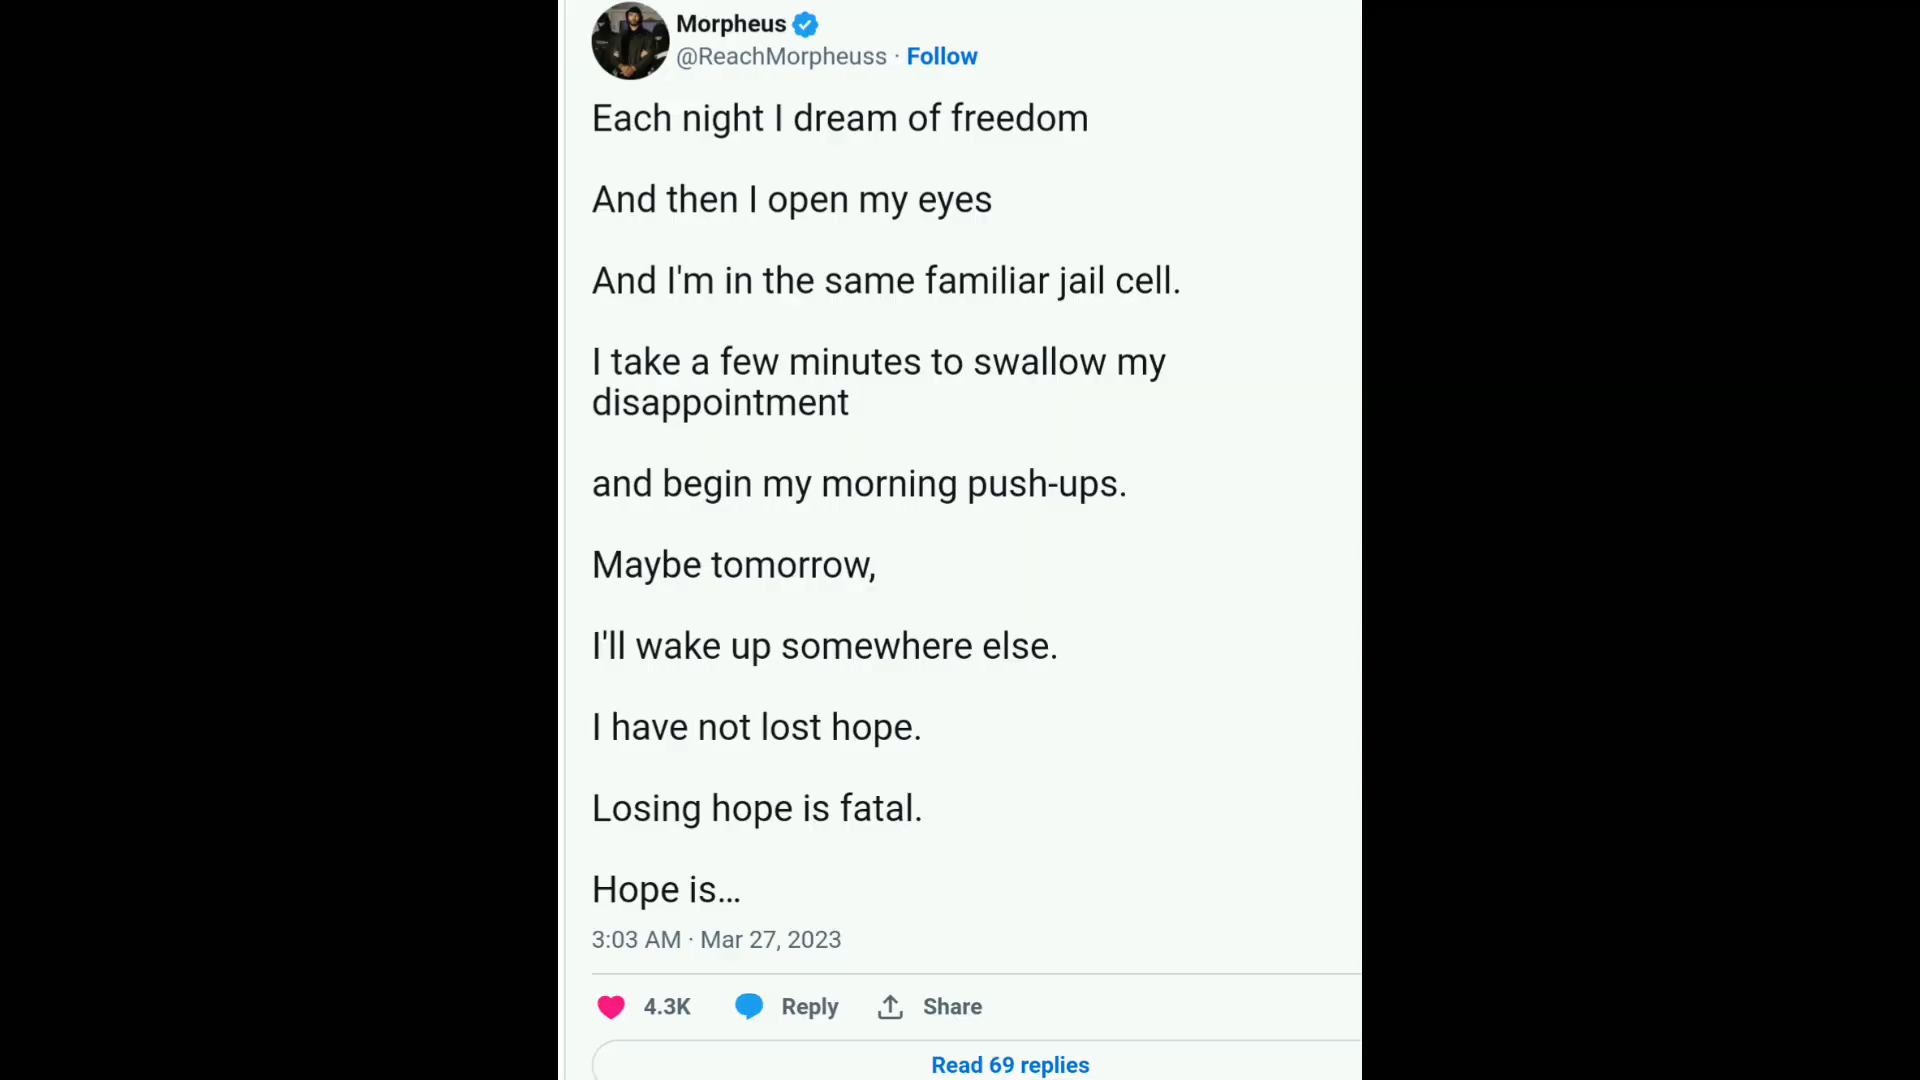 Morpheus
@ReachMorpheuss · Follow
Each night I dream of freedom
And then I open my eyes
And I'm in the same familiar jail cell.
I take a few minutes to swallow my
disappointment
and begin my morning push-ups.
Maybe tomorrow,
I'll wake up somewhere else.
I have not lost hope.
Losing hope is fatal.
Hope is…
3:03 AM · Mar 27, 2023
4.3K Reply Share
Read 69 replies